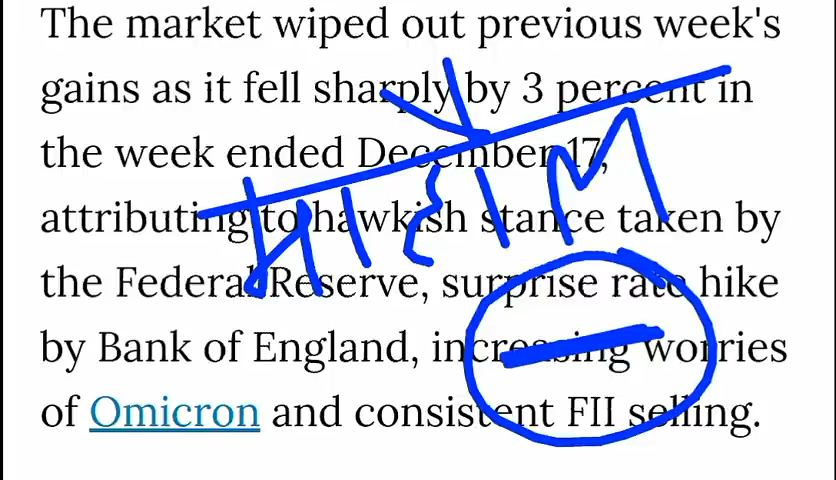 The market wiped out previous week's
gains as it fell sharply by 3 percent in
the week ended December 17,
attributing to hawkish stance taken by
the Federal Reserve, surprise rate hike
by Bank of England, increasing worries
of Omicron and consistent FII selling.
माहोल